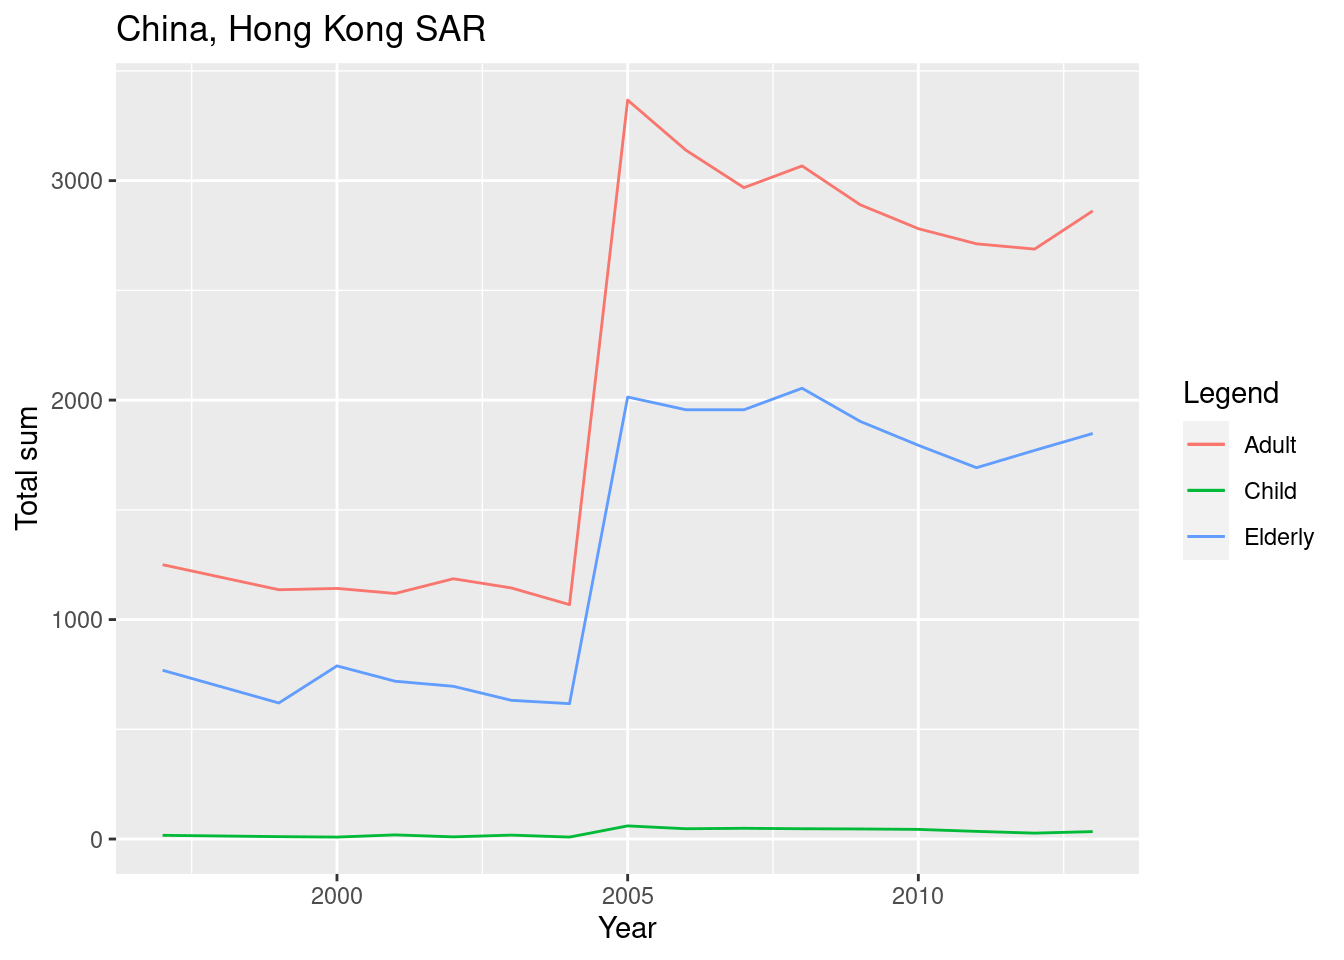 China, Hong Kong SAR
Total sum
3000
2000
1000
0
2000
2005
2010
Year
Legend
Adult
Child
Elderly